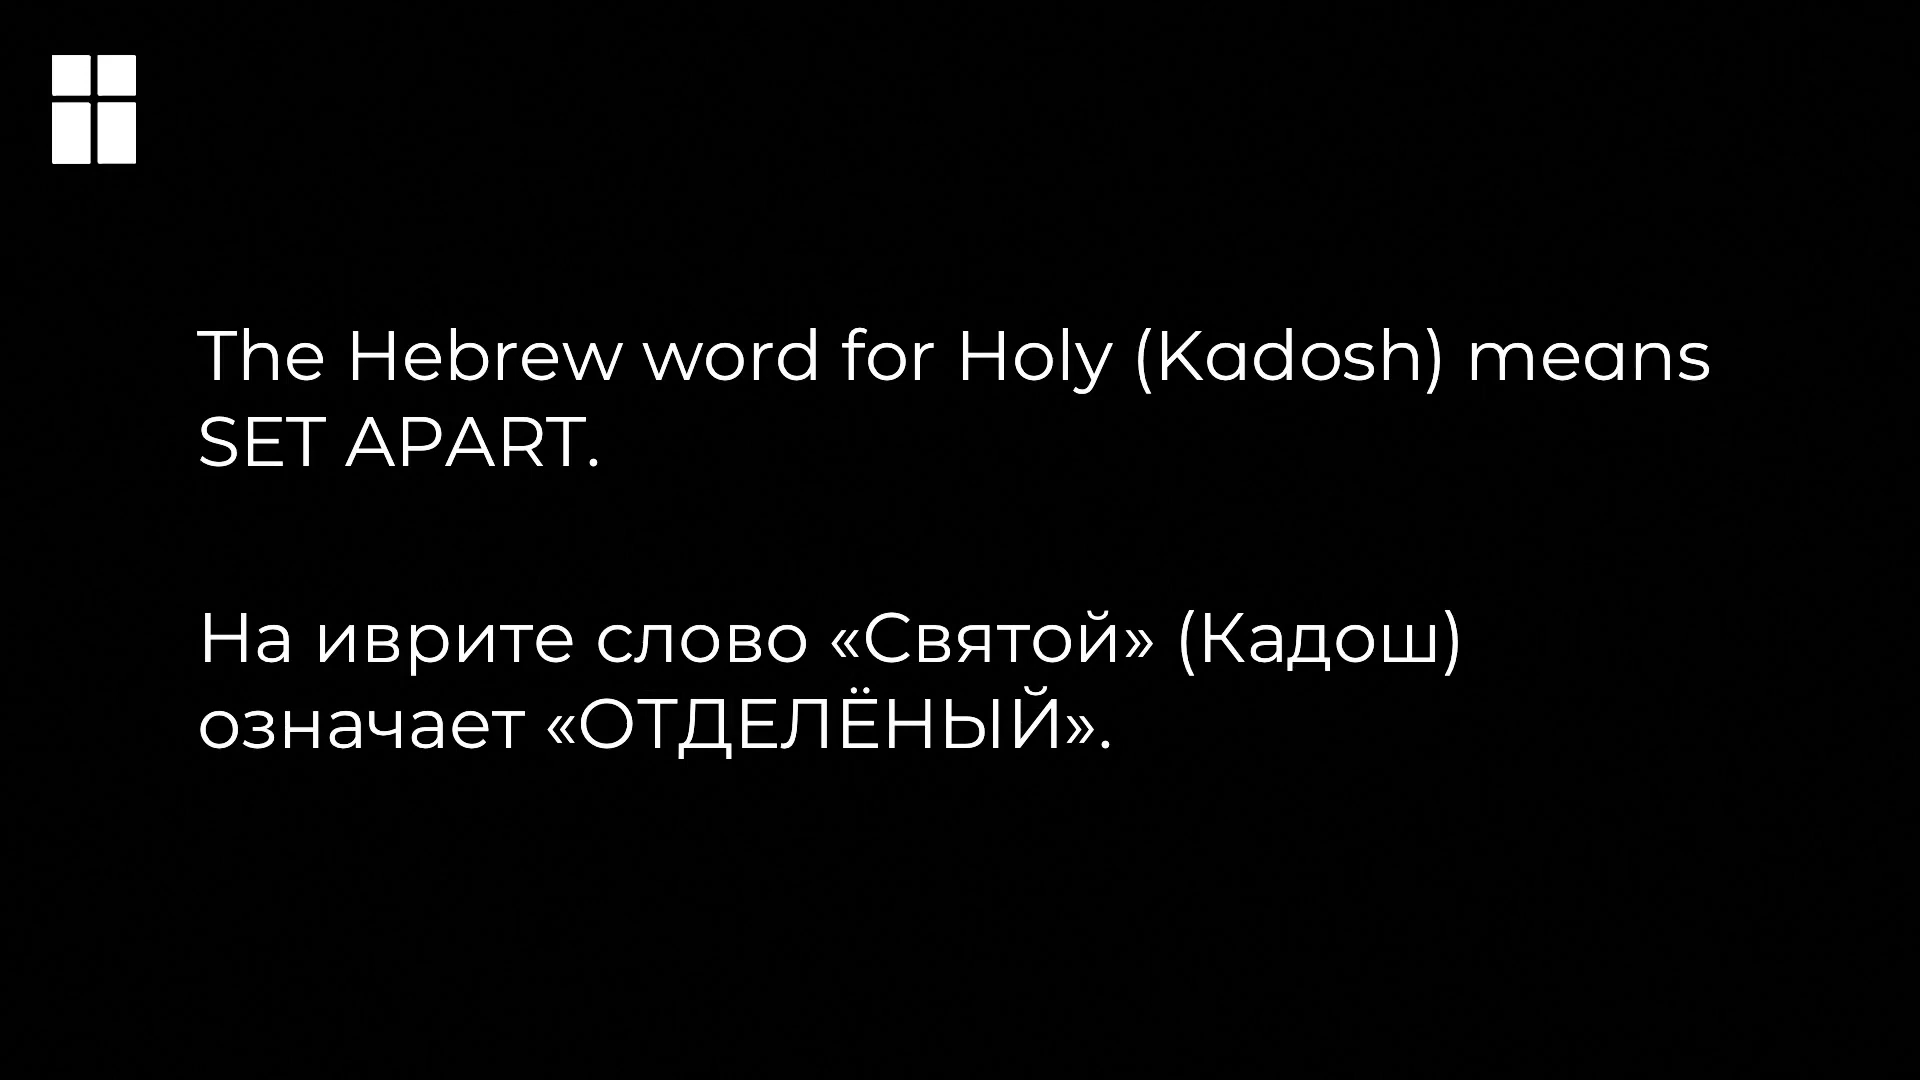 The Hebrew word for Holy (Kadosh) means
SET APART.
На иврите слово «Святой» (Кадош)
означает «ОТДЕЛЁНЫЙ».